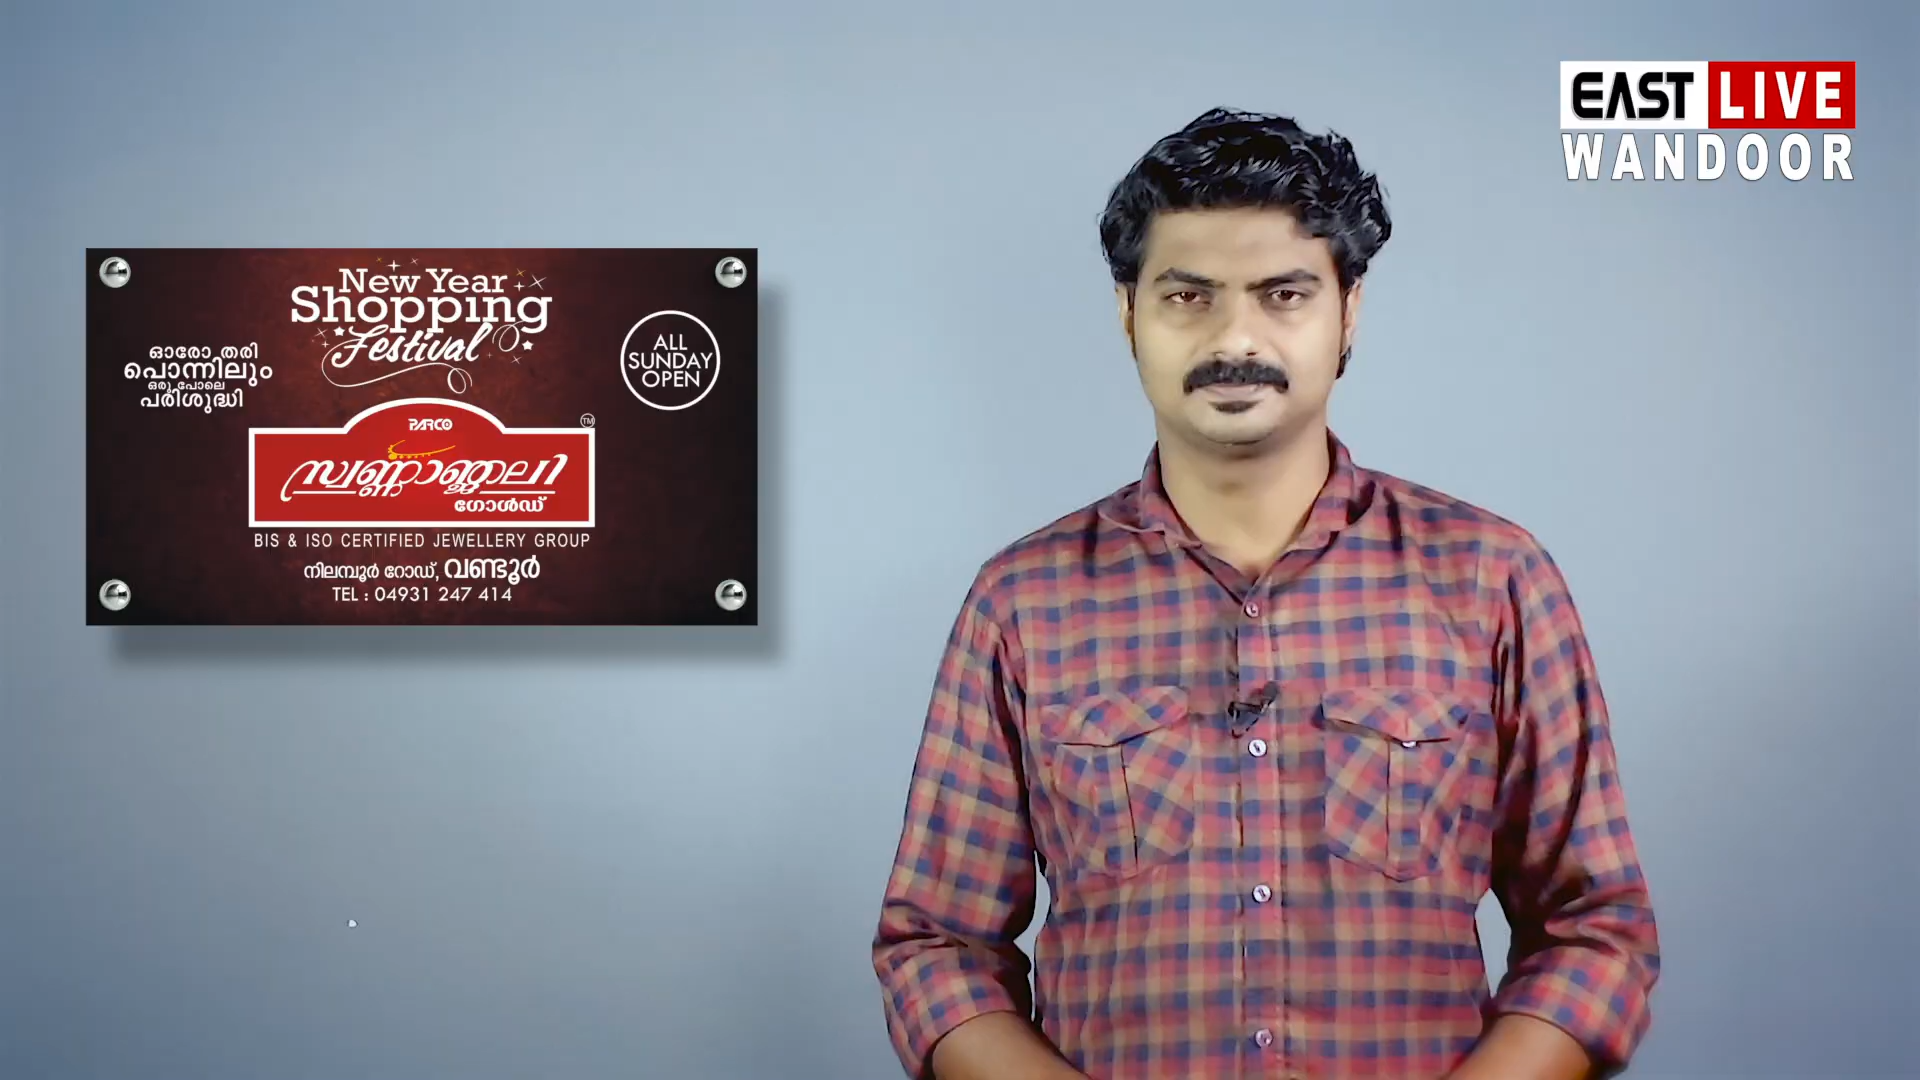 EAST LIVE
WANDOOR
New Year
Shopping
Festival
ഓരോ തരി
പൊന്നിലും
ഒരു പോലെ
പരിശുദ്ധി
ALL
SUNDAY
OPEN
PARCO
TM
സ്വർണ്ണാഞ്ജലി
ഗോൾഡ്
BIS & ISO CERTIFIED JEWELLERY GROUP
നിലമ്പൂർ റോഡ്, വണ്ടൂർ
TEL : 04931 247 414